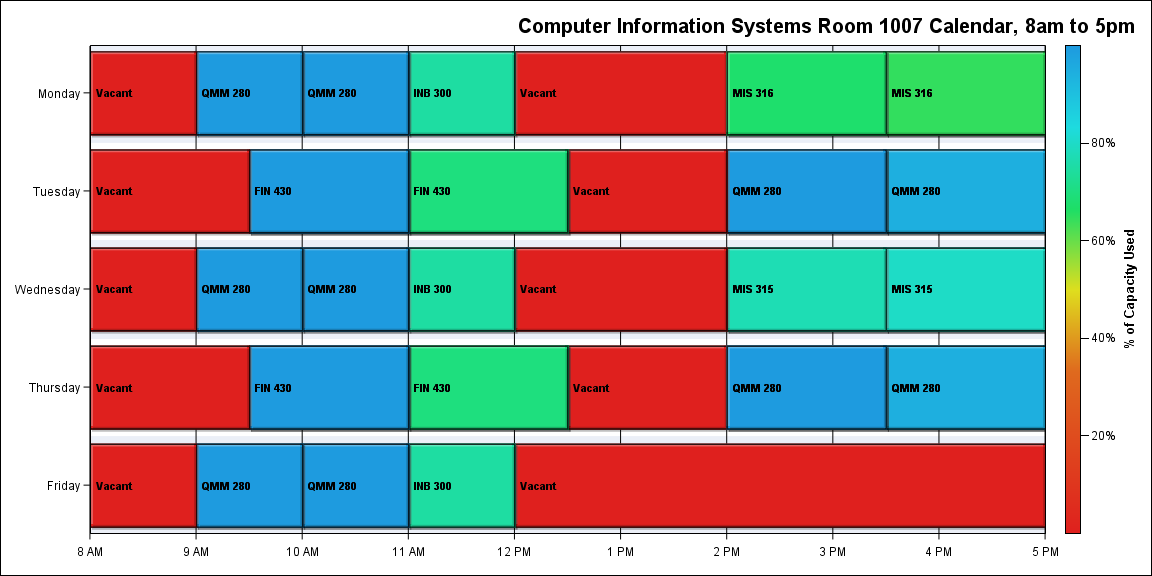 Computer Information Systems Room 1007 Calendar, 8am to 5pm
Monday
Vacant
QMM 280
QMM 280
INB 300
Vacant
MIS 316
MIS 316
Tuesday
Vacant
FIN 430
FIN 430
Vacant
QMM 280
QMM 280
Wednesday
Vacant
QMM 280
QMM 280
INB 300
Vacant
MIS 315
MIS 315
Thursday
Vacant
FIN 430
FIN 430
Vacant
QMM 280
QMM 280
Friday
Vacant
QMM 280
QMM 280
INB 300
Vacant
8 AM
9 AM
10 AM
11 AM
12 PM
1 PM
2 PM
3 PM
4 PM
5 PM
80%
60%
40%
20%
% of Capacity Used